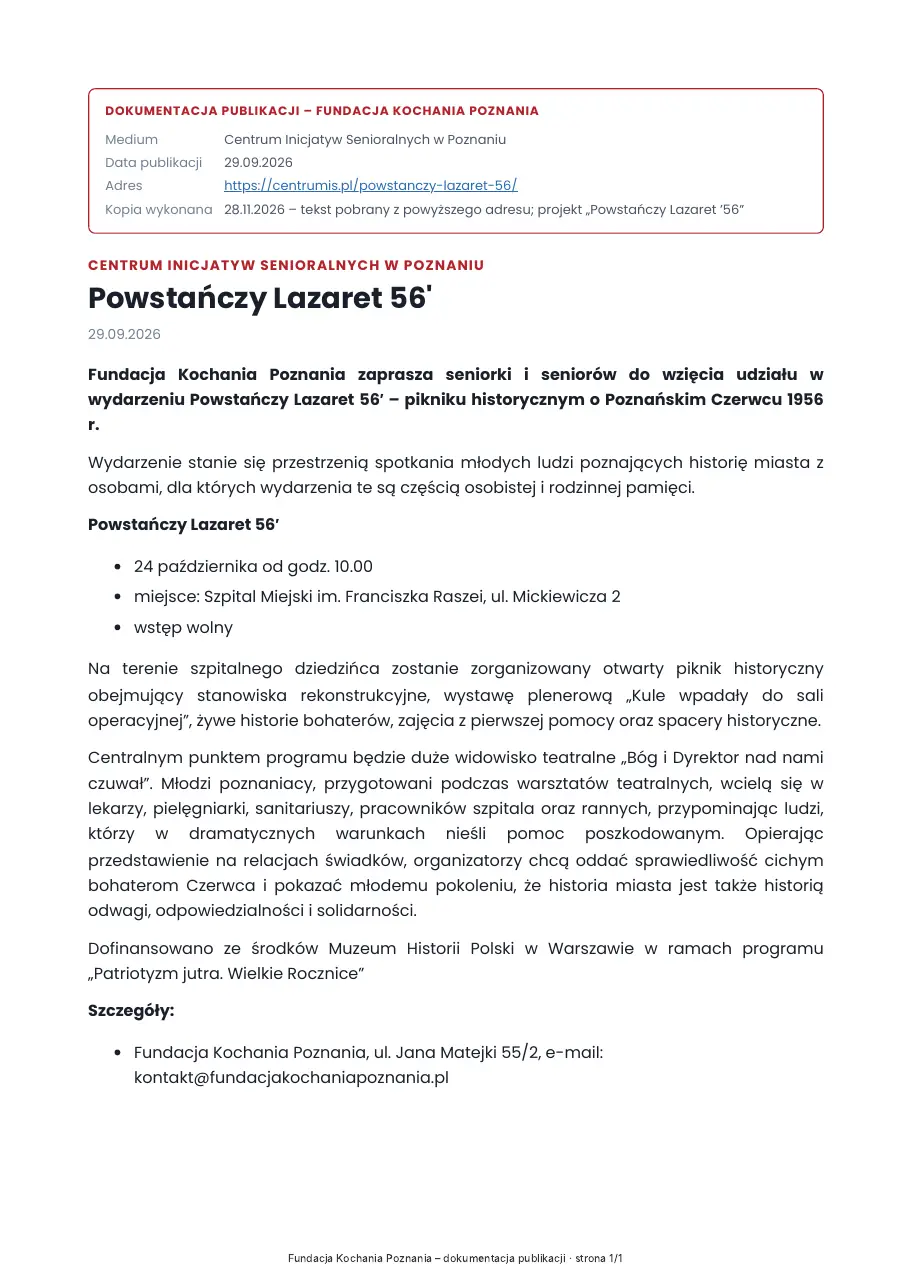 DOKUMENTACJA PUBLIKACJI – FUNDACJA KOCHANIA POZNANIA
Medium Centrum Inicjatyw Senioralnych w Poznaniu
Data publikacji 29.09.2026
Adres https://centrumis.pl/powstanczy-lazaret-56/
Kopia wykonana 28.11.2026 – tekst pobrany z powyższego adresu; projekt „Powstańczy Lazaret ’56”
CENTRUM INICJATYW SENIORALNYCH W POZNANIU
Powstańczy Lazaret 56'
29.09.2026
Fundacja Kochania Poznania zaprasza seniorki i seniorów do wzięcia udziału w
wydarzeniu Powstańczy Lazaret 56’ – pikniku historycznym o Poznańskim Czerwcu 1956
r.
Wydarzenie stanie się przestrzenią spotkania młodych ludzi poznających historię miasta z
osobami, dla których wydarzenia te są częścią osobistej i rodzinnej pamięci.
Powstańczy Lazaret 56’
• 24 października od godz. 10.00
• miejsce: Szpital Miejski im. Franciszka Raszei, ul. Mickiewicza 2
• wstęp wolny
Na terenie szpitalnego dziedzińca zostanie zorganizowany otwarty piknik historyczny
obejmujący stanowiska rekonstrukcyjne, wystawę plenerową „Kule wpadały do sali
operacyjnej”, żywe historie bohaterów, zajęcia z pierwszej pomocy oraz spacery historyczne.
Centralnym punktem programu będzie duże widowisko teatralne „Bóg i Dyrektor nad nami
czuwał”. Młodzi poznaniacy, przygotowani podczas warsztatów teatralnych, wcielą się w
lekarzy, pielęgniarki, sanitariuszy, pracowników szpitala oraz rannych, przypominając ludzi,
którzy w dramatycznych warunkach nieśli pomoc poszkodowanym. Opierając
przedstawienie na relacjach świadków, organizatorzy chcą oddać sprawiedliwość cichym
bohaterom Czerwca i pokazać młodemu pokoleniu, że historia miasta jest także historią
odwagi, odpowiedzialności i solidarności.
Dofinansowano ze środków Muzeum Historii Polski w Warszawie w ramach programu
„Patriotyzm jutra. Wielkie Rocznice”
Szczegóły:
• Fundacja Kochania Poznania, ul. Jana Matejki 55/2, e-mail:
kontakt@fundacjakochaniapoznania.pl
Fundacja Kochania Poznania – dokumentacja publikacji · strona 1/1